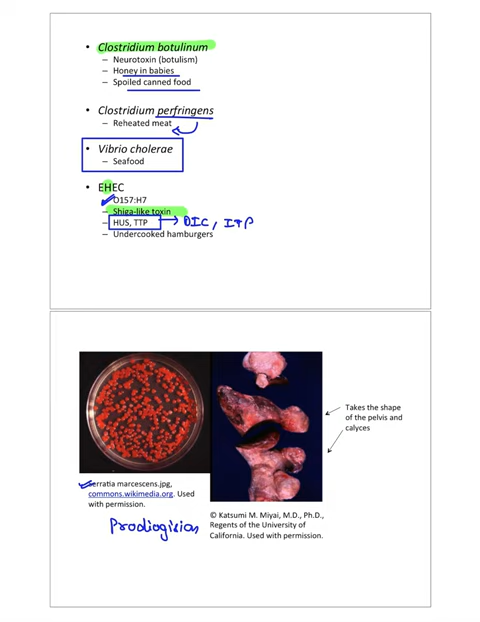 • Clostridium botulinum
– Neurotoxin (botulism)
– Honey in babies
– Spoiled canned food
• Clostridium perfringens
– Reheated meat
• Vibrio cholerae
– Seafood
• EHEC
O157:H7
– Shiga-like toxin
– HUS, TTP → DIC, ITP
– Undercooked hamburgers
Takes the shape
of the pelvis and
calyces
erratia marcescens.jpg,
commons.wikimedia.org. Used
with permission.
Prodiogision
© Katsumi M. Miyai, M.D., Ph.D.,
Regents of the University of
California. Used with permission.